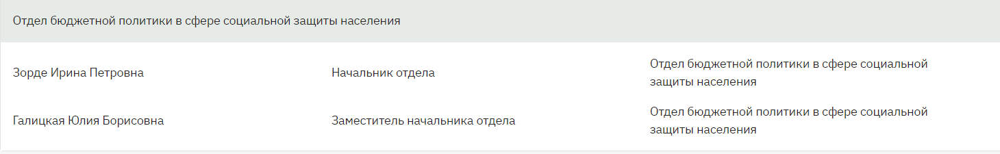 Отдел бюджетной политики в сфере социальной защиты населения
Зорде Ирина Петровна
Начальник отдела
Отдел бюджетной политики в сфере социальной
защиты населения
Галицкая Юлия Борисовна
Заместитель начальника отдела
Отдел бюджетной политики в сфере социальной
защиты населения